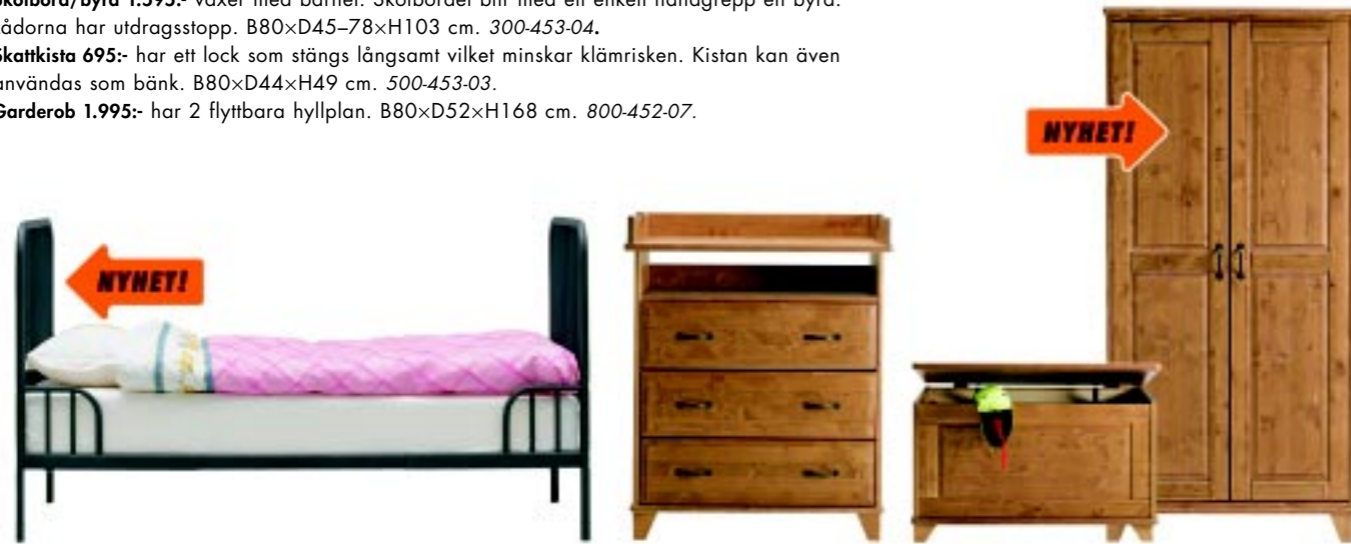 Skötbord/byrå 1.595:- växer med barnet. Skötbordet blir med ett enkelt handgrepp en byrå.
Lådorna har utdragsstopp. B80×D45–78×H103 cm. 300-453-04.
Skattkista 695:- har ett lock som stängs långsamt vilket minskar klämrisken. Kistan kan även
användas som bänk. B80×D44×H49 cm. 500-453-03.
Garderob 1.995:- har 2 flyttbara hyllplan. B80×D52×H168 cm. 800-452-07.
NYHET!
NYHET!